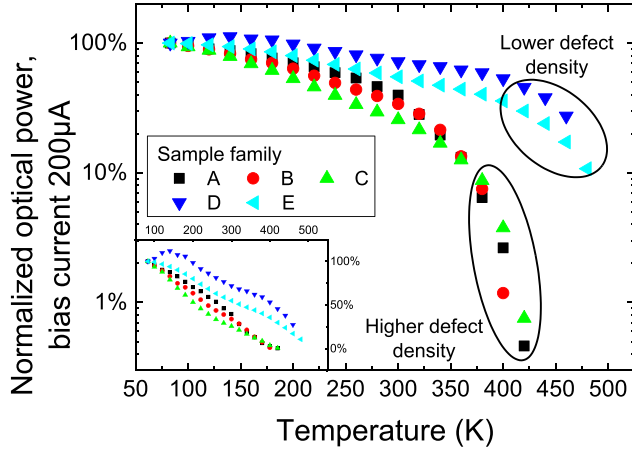 Normalized optical power,
bias current 200µA
100%
10%
1%
Lower defect
density
Sample family
A
B
C
D
E
100
200
300
400
500
100%
50%
0%
Higher defect
density
50
100
150
200
250
300
350
400
450
500
Temperature (K)